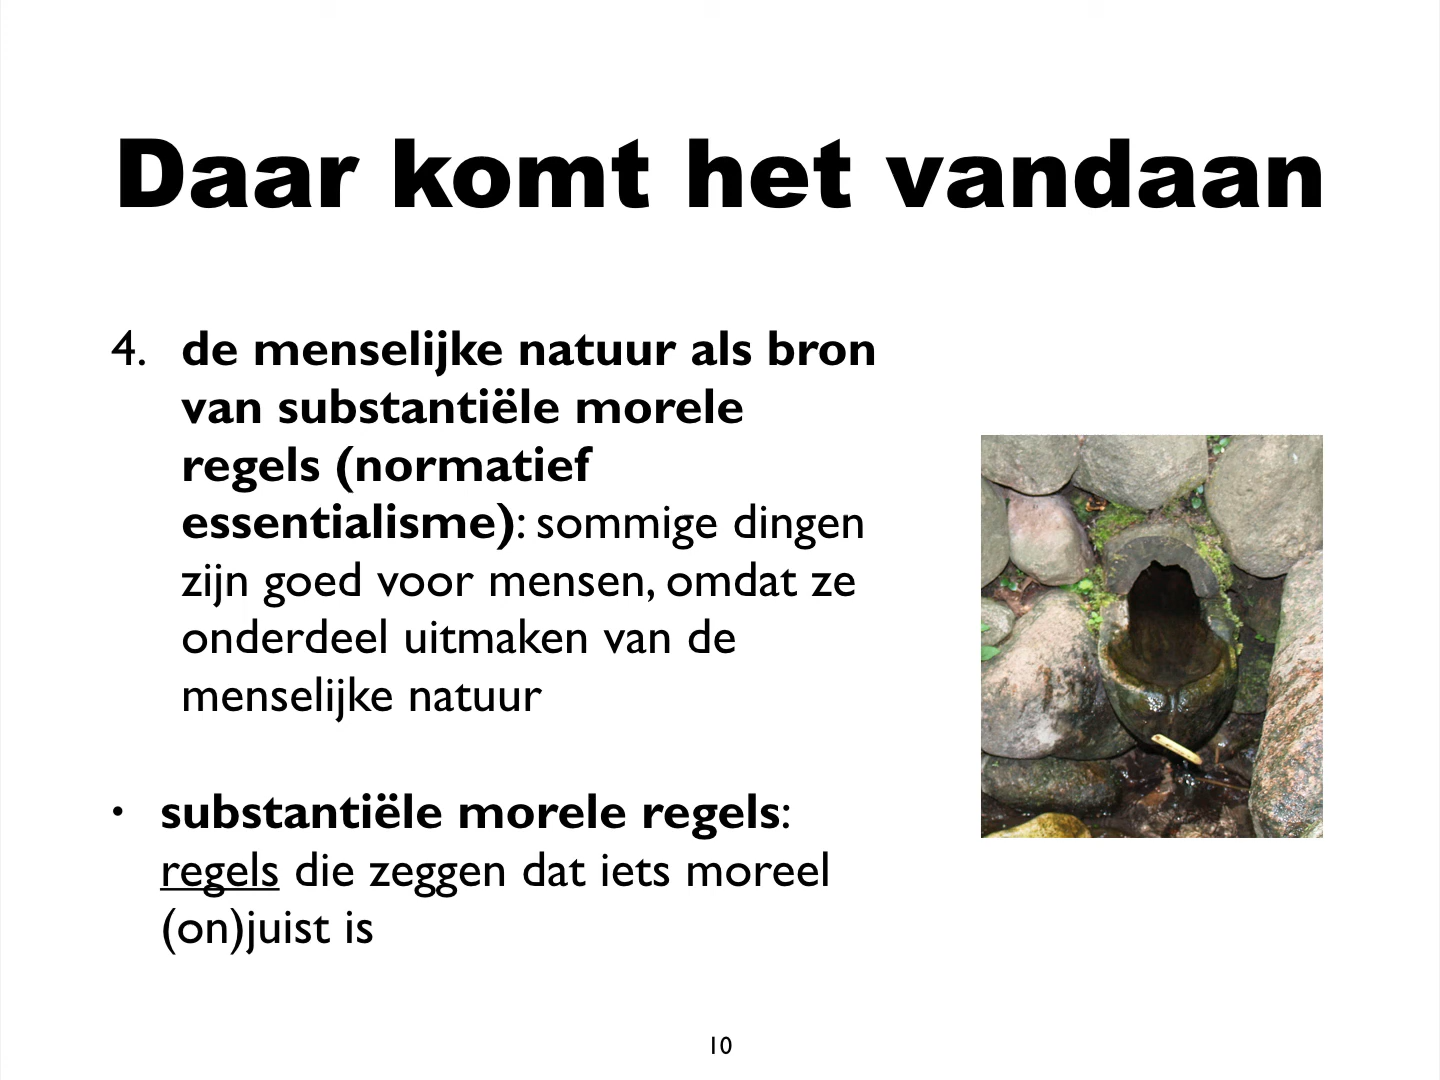 Daar komt het vandaan
4. de menselijke natuur als bron
van substantiële morele
regels (normatief
essentialisme): sommige dingen
zijn goed voor mensen, omdat ze
onderdeel uitmaken van de
menselijke natuur
• substantiële morele regels:
regels die zeggen dat iets moreel
(on)juist is
10